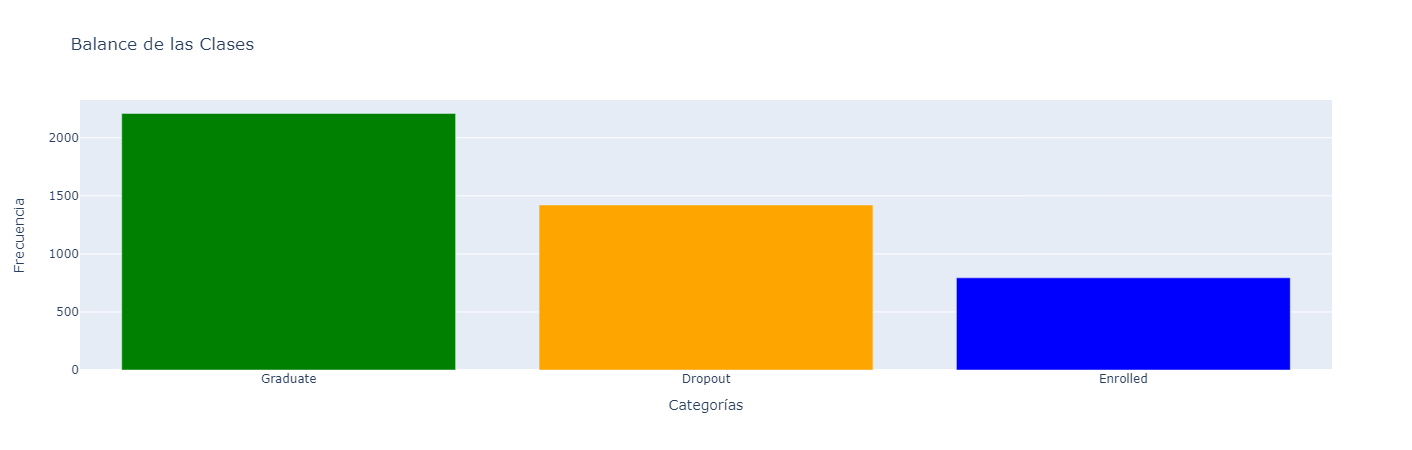 Balance de las Clases
Frecuencia
2000
1500
1000
500
0
Graduate
Dropout
Enrolled
Categorías